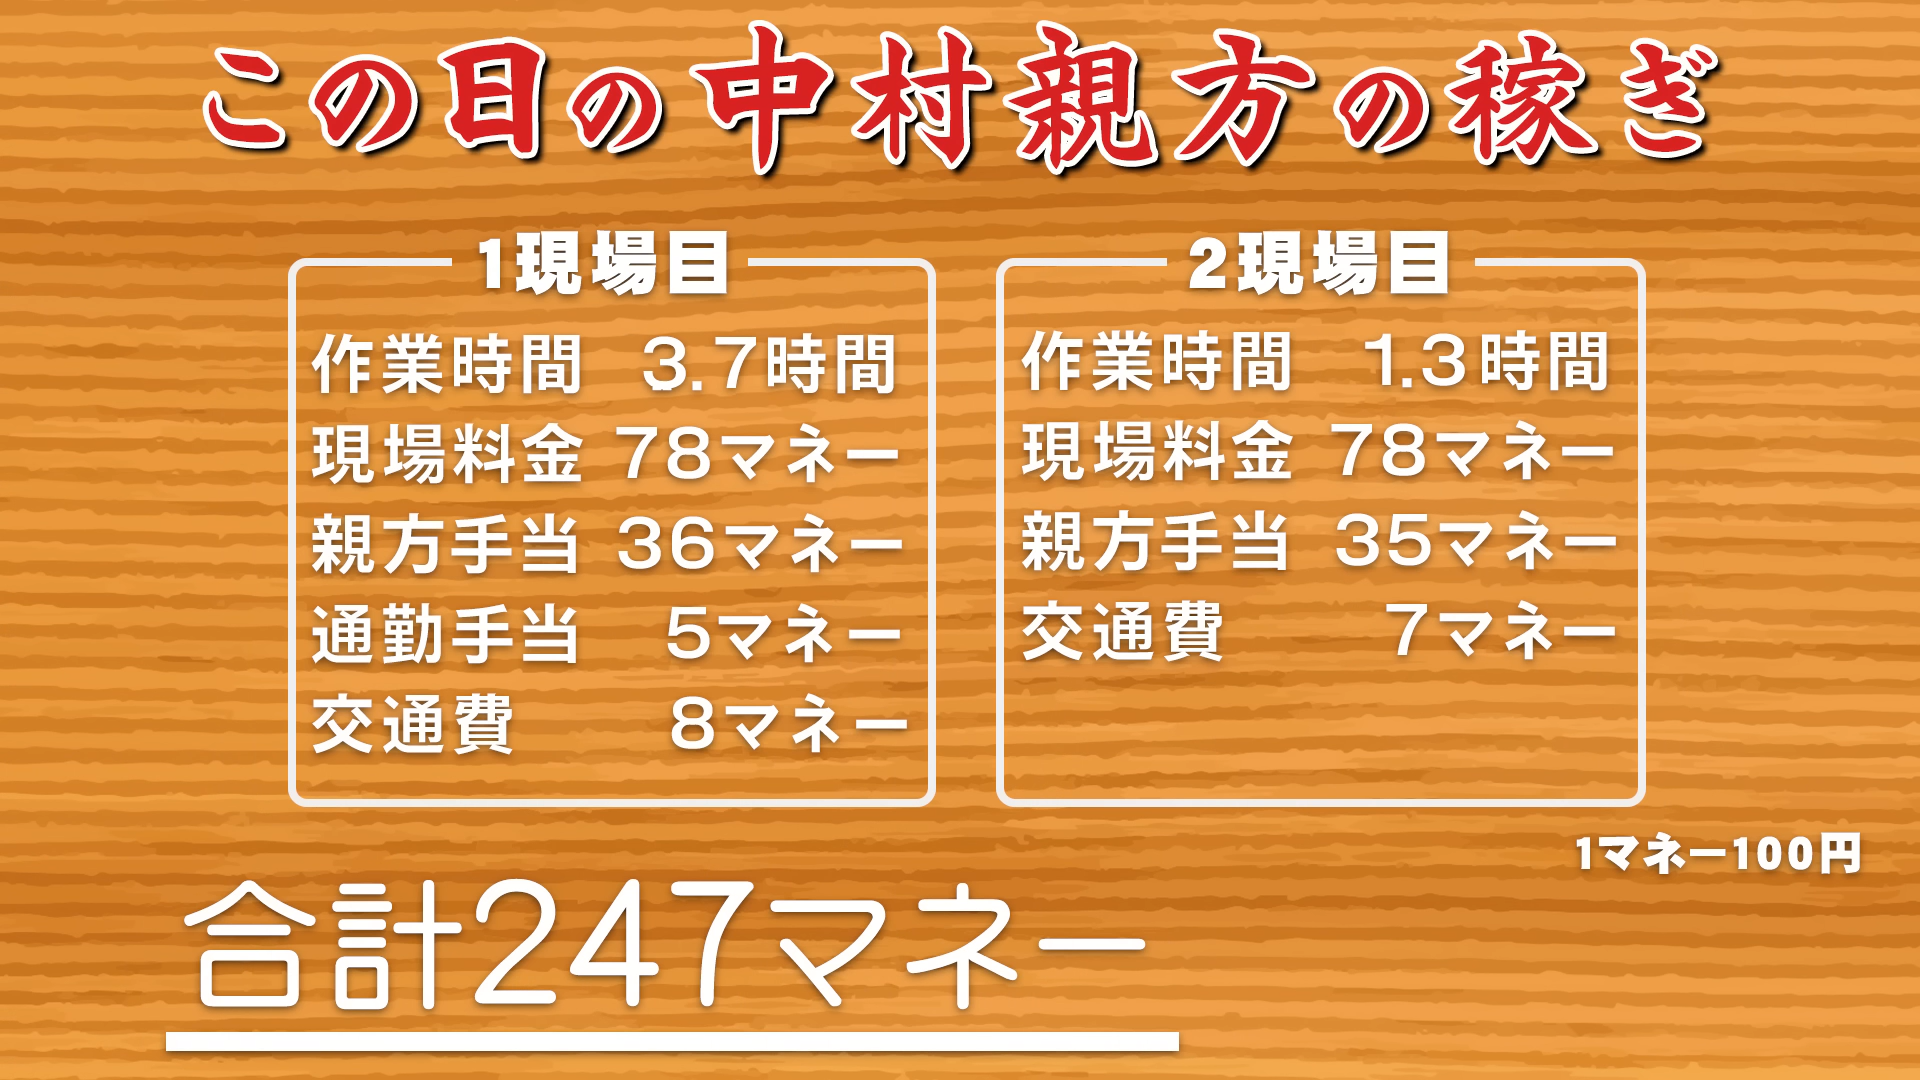 この日の中村親方の稼ぎ
1現場目
作業時間 3.7時間
現場料金 78マネー
親方手当 36マネー
通勤手当 5マネー
交通費 8マネー
2現場目
作業時間 1.3時間
現場料金 78マネー
親方手当 35マネー
交通費 7マネー
1マネー100円
合計247マネー